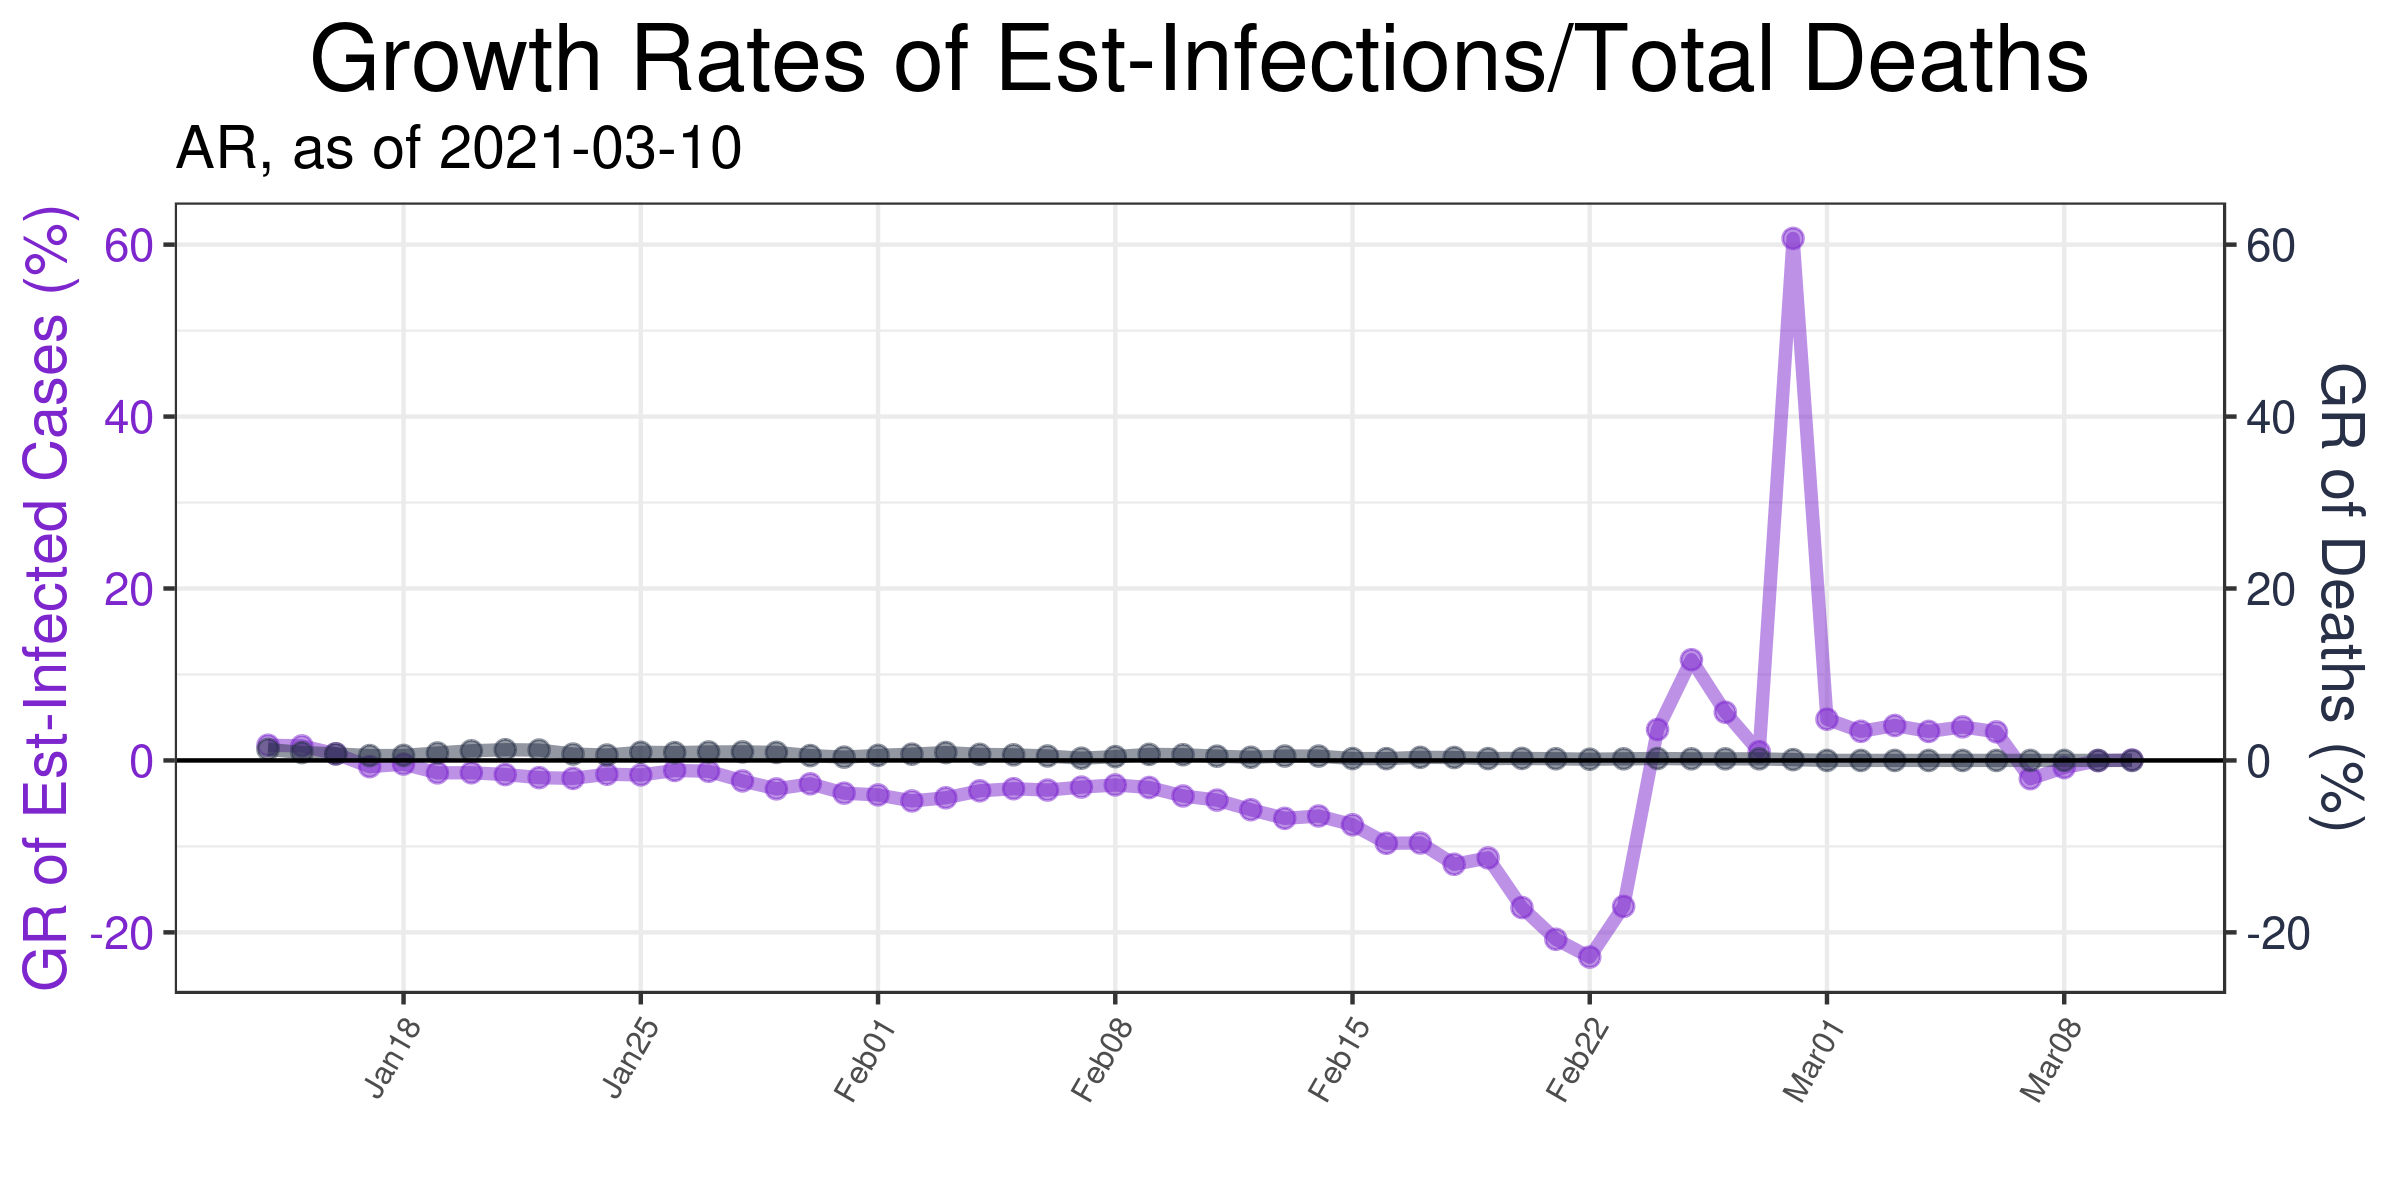 Growth Rates of Est-Infections/Total Deaths
AR, as of 2021-03-10
GR of Est-Infected Cases (%)
60
40
20
0
-20
60
40
20
0
-20
GR of Deaths (%)
Jan18
Jan25
Feb01
Feb08
Feb15
Feb22
Mar01
Mar08